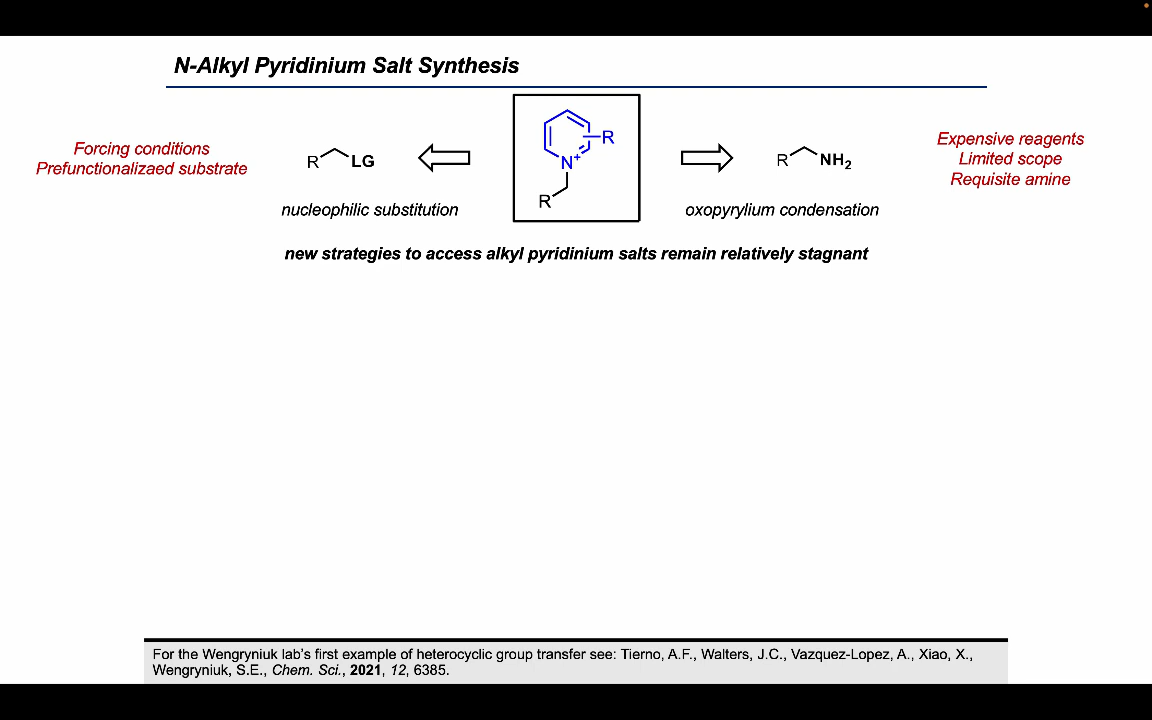 N-Alkyl Pyridinium Salt Synthesis
Forcing conditions
Prefunctionalizaed substrate
R LG
nucleophilic substitution
R
N+
R
R NH2
oxopyrylium condensation
Expensive reagents
Limited scope
Requisite amine
new strategies to access alkyl pyridinium salts remain relatively stagnant
For the Wengryniuk lab's first example of heterocyclic group transfer see: Tierno, A.F., Walters, J.C., Vazquez-Lopez, A., Xiao, X.,
Wengryniuk, S.E., Chem. Sci., 2021, 12, 6385.